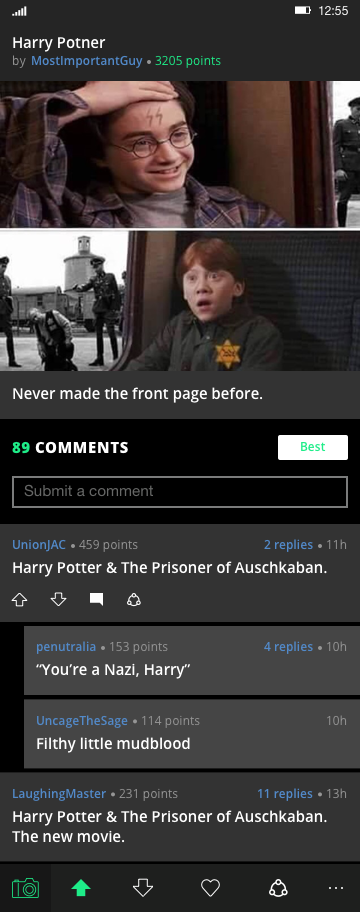 12:55
Harry Potner
by MostImportantGuy • 3205 points
Never made the front page before.
89 COMMENTS
Best
Submit a comment
UnionJAC • 459 points 2 replies • 11h
Harry Potter & The Prisoner of Auschkaban.
penutralia • 153 points 4 replies • 10h
“You’re a Nazi, Harry”
UncageTheSage • 114 points 10h
Filthy little mudblood
LaughingMaster • 231 points 11 replies • 13h
Harry Potter & The Prisoner of Auschkaban.
The new movie.